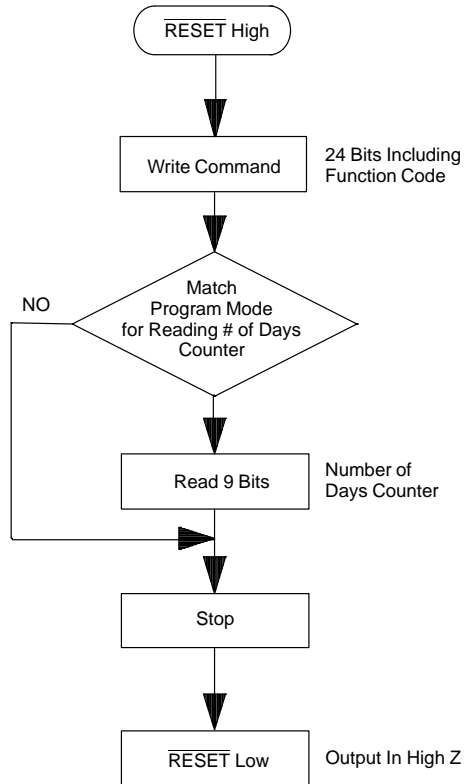 RESET High
Write Command
24 Bits Including
Function Code
Match
Program Mode
for Reading # of Days
Counter
NO
Read 9 Bits
Number of
Days Counter
Stop
RESET Low
Output In High Z